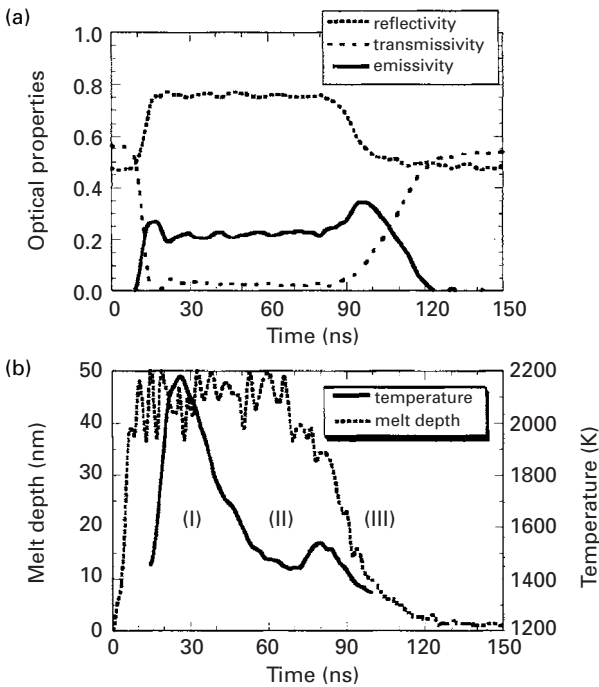 (a)
reflectivity
transmissivity
emissivity
1.0
0.8
0.6
0.4
0.2
0.0
Optical properties
0 30 60 90 120 150
Time (ns)
(b)
50
40
30
20
10
0
Melt depth (nm)
temperature
melt depth
(I) (II) (III)
2200
2000
1800
1600
1400
1200
Temperature (K)
0 30 60 90 120 150
Time (ns)